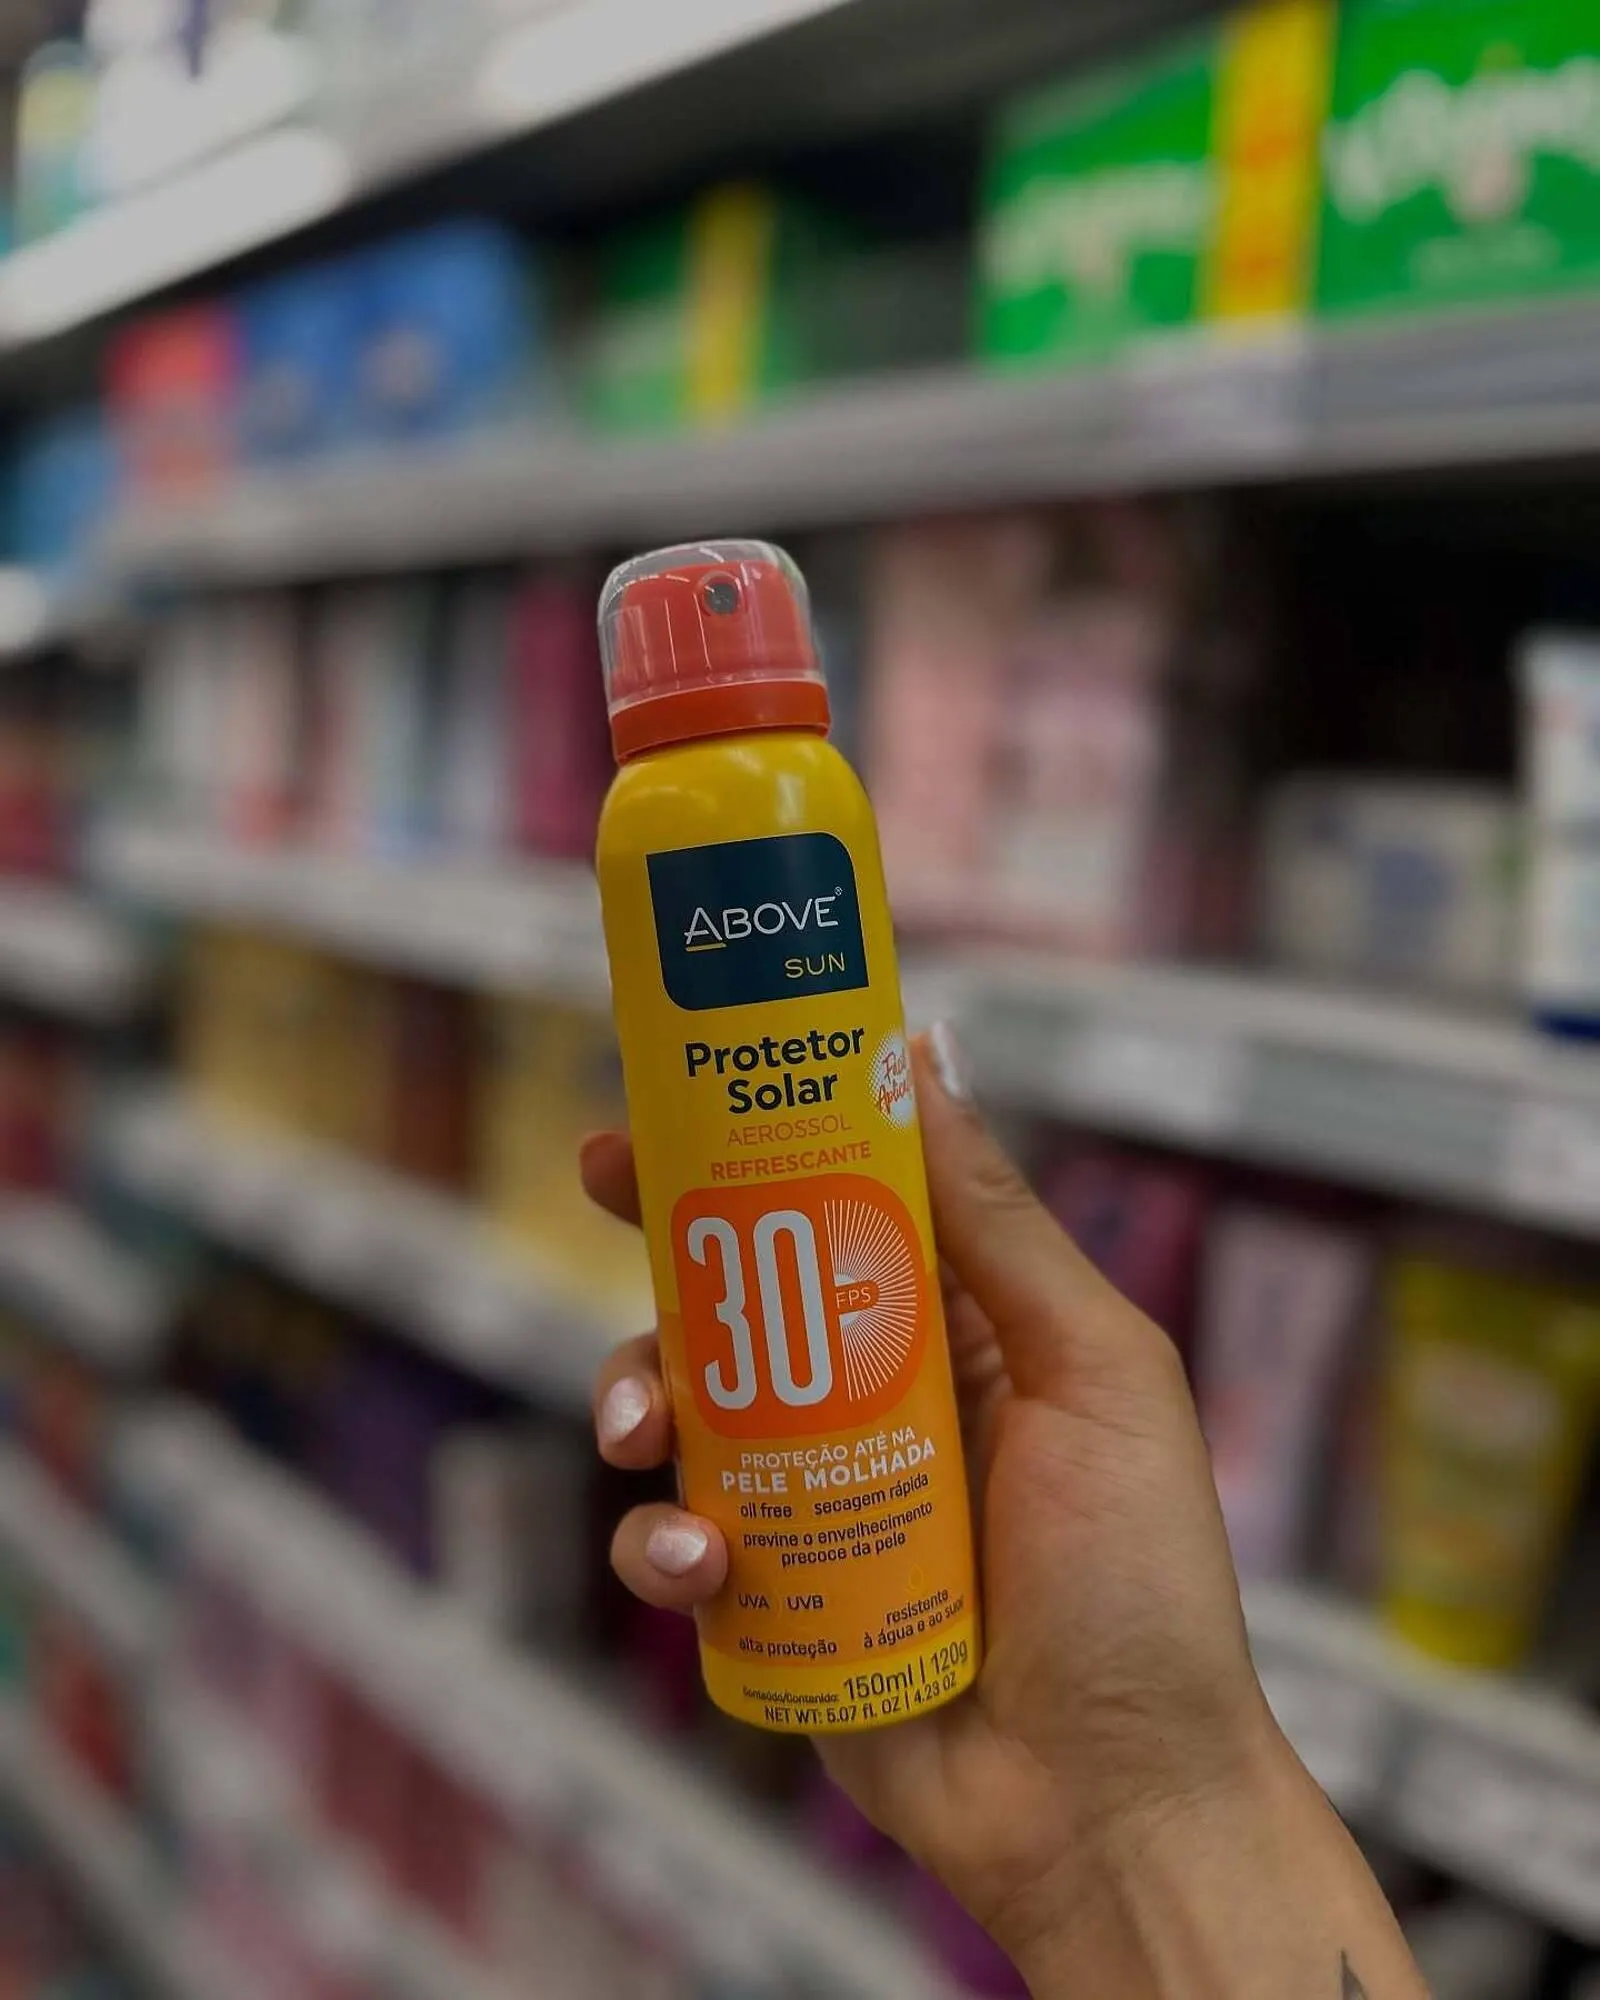 ABOVE®
SUN
Protetor
Solar
AEROSSOL
REFRESCANTE
Fácil
30
FPS
PROTEÇÃO ATÉ NA
PELE MOLHADA
oil free secagem rápida
previne o envelhecimento
precoce da pele
UVA UVB
alta proteção
resistente
à água e ao suor
Conteúdo/Contenido: 150ml | 120g
NET WT: 5.07 fl. OZ | 4.23 OZ